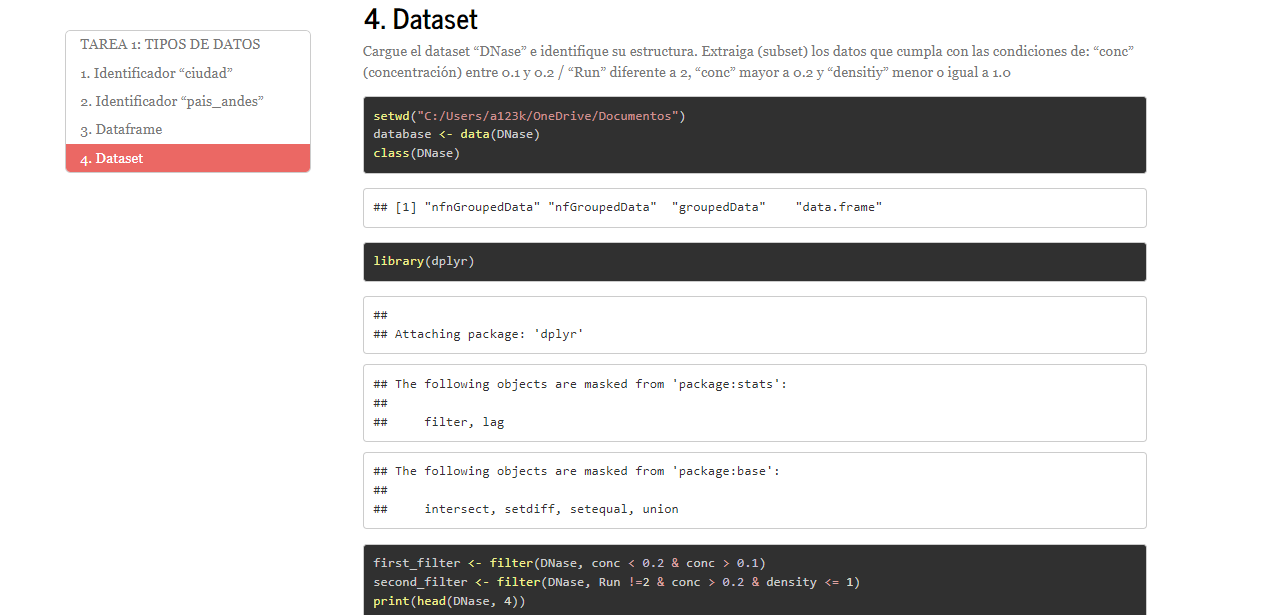 TAREA 1: TIPOS DE DATOS
1. Identificador “ciudad”
2. Identificador “pais_andes”
3. Dataframe
4. Dataset
4. Dataset
Cargue el dataset “DNase” e identifique su estructura. Extraiga (subset) los datos que cumpla con las condiciones de: “conc”
(concentración) entre 0.1 y 0.2 / “Run” diferente a 2, “conc” mayor a 0.2 y “densitiy” menor o igual a 1.0
setwd("C:/Users/a123k/OneDrive/Documentos")
database <- data(DNase)
class(DNase)
## [1] "nfnGroupedData" "nfGroupedData"  "groupedData"    "data.frame"
library(dplyr)
##
## Attaching package: 'dplyr'
## The following objects are masked from 'package:stats':
##
##     filter, lag
## The following objects are masked from 'package:base':
##
##     intersect, setdiff, setequal, union
first_filter <- filter(DNase, conc < 0.2 & conc > 0.1)
second_filter <- filter(DNase, Run !=2 & conc > 0.2 & density <= 1)
print(head(DNase, 4))